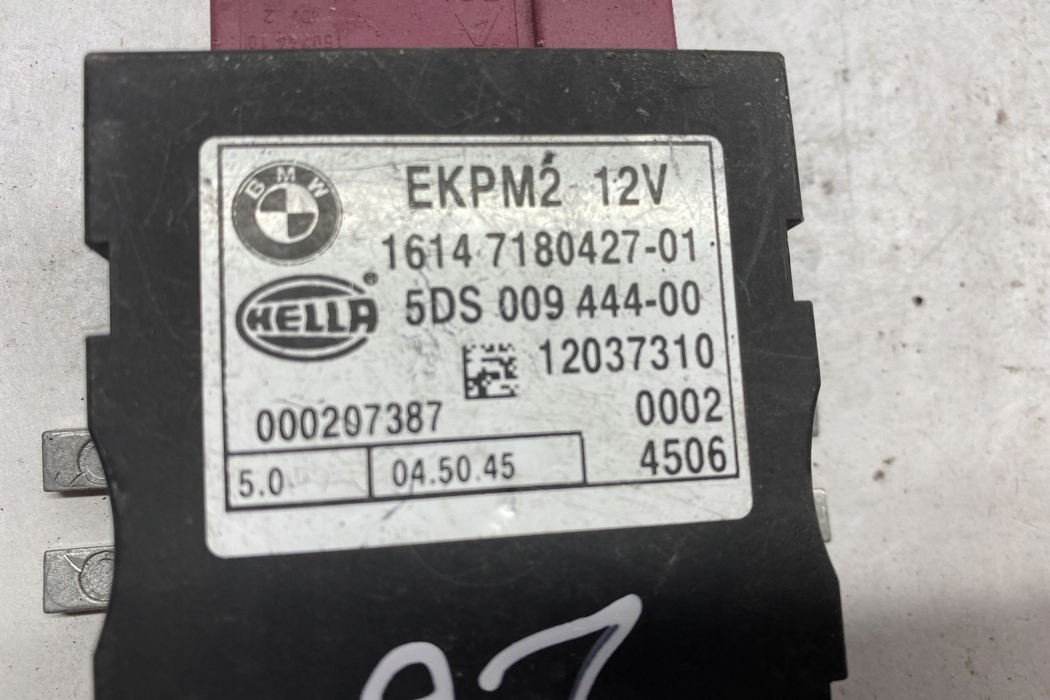 BMW
EKPM2 12V
1614 7180427-01
HELLA®
5DS 009 444-00
12037310
000207387
0002
5.0
04.50.45
4506